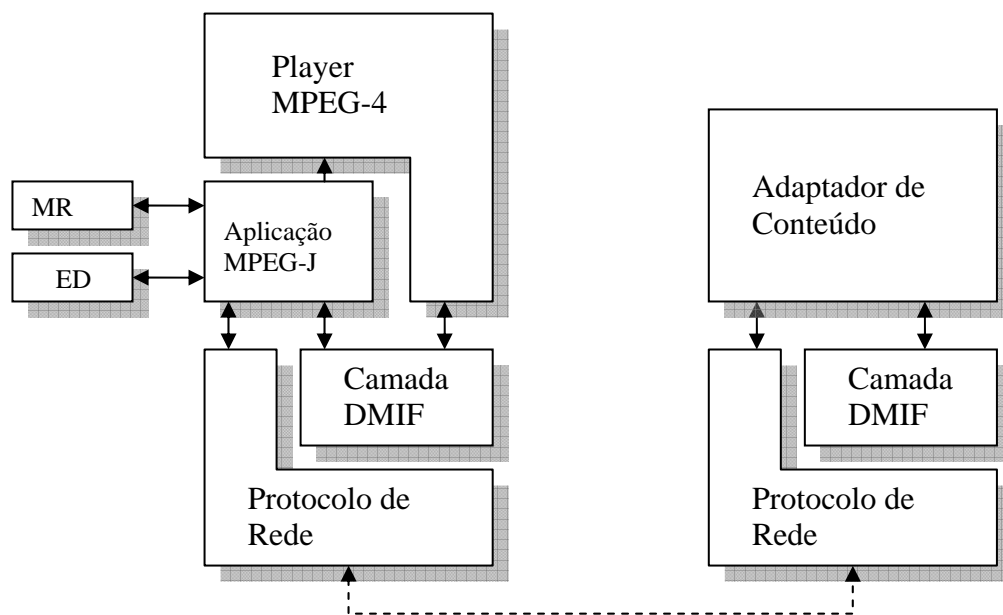 Player
MPEG-4
MR
ED
Aplicação
MPEG-J
Camada
DMIF
Protocolo de
Rede
Adaptador de
Conteúdo
Camada
DMIF
Protocolo de
Rede